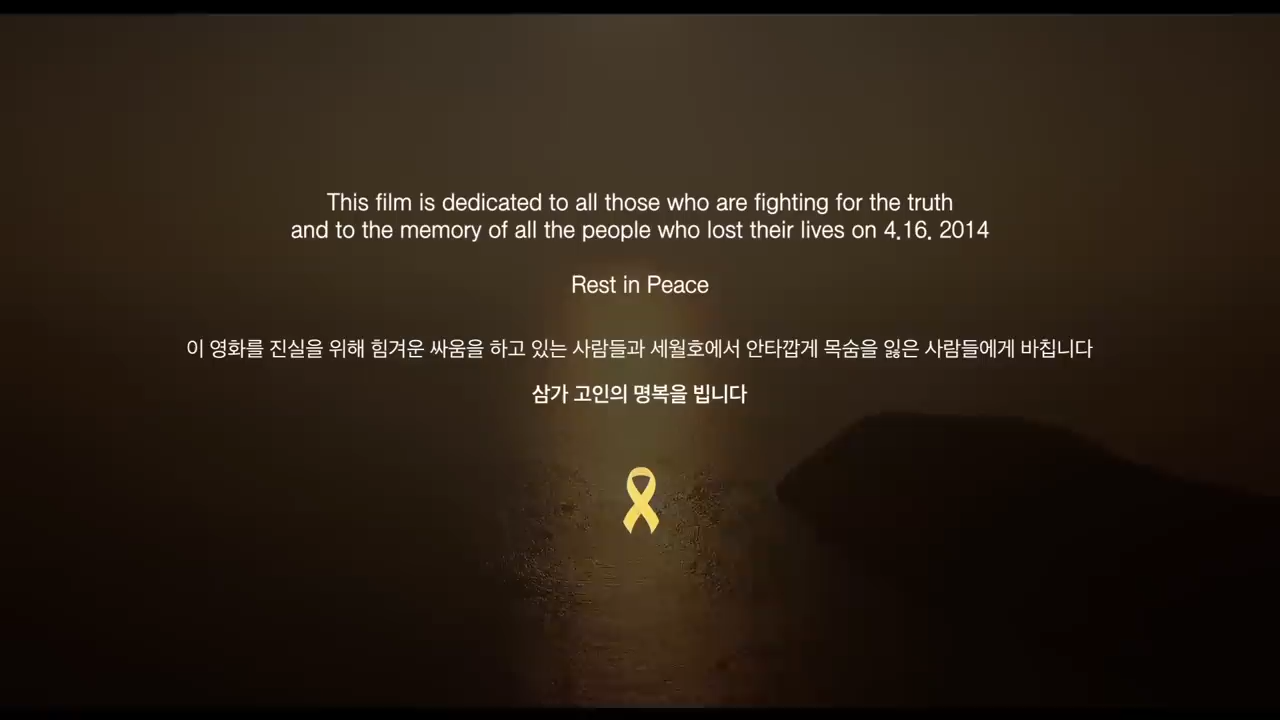 This film is dedicated to all those who are fighting for the truth
and to the memory of all the people who lost their lives on 4.16. 2014
Rest in Peace
이 영화를 진실을 위해 힘겨운 싸움을 하고 있는 사람들과 세월호에서 안타깝게 목숨을 잃은 사람들에게 바칩니다
삼가 고인의 명복을 빕니다